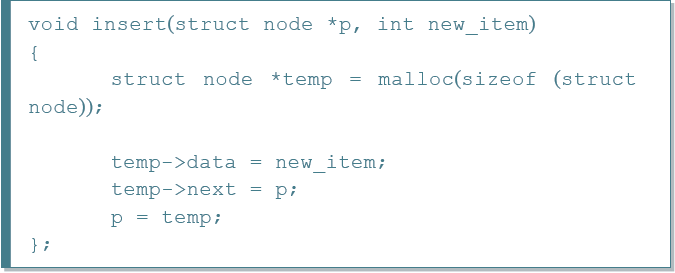 void insert(struct node *p, int new_item)
{
struct node *temp = malloc(sizeof (struct
node));
temp->data = new_item;
temp->next = p;
p = temp;
};